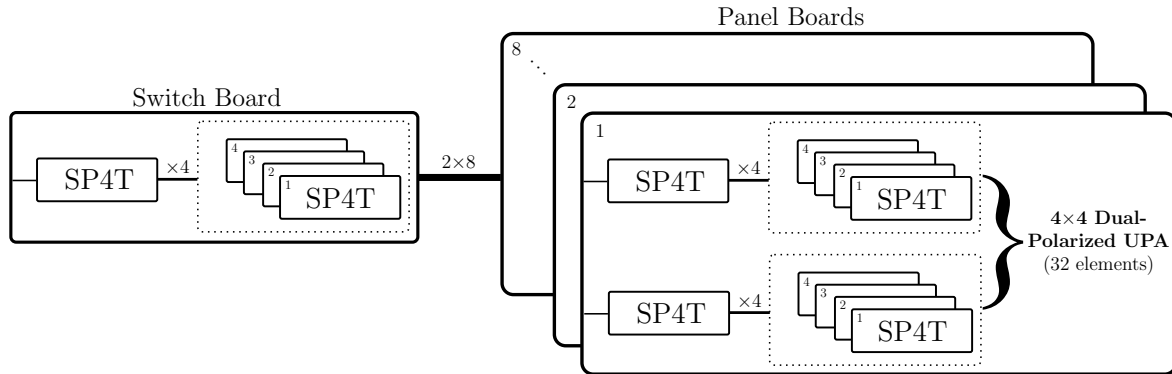 Panel Boards
8
2
1
Switch Board
SP4T
×4
4
3
2
1
SP4T
2×8
SP4T
×4
4
3
2
1
SP4T
4×4 Dual-
Polarized UPA
(32 elements)
SP4T
×4
4
3
2
1
SP4T